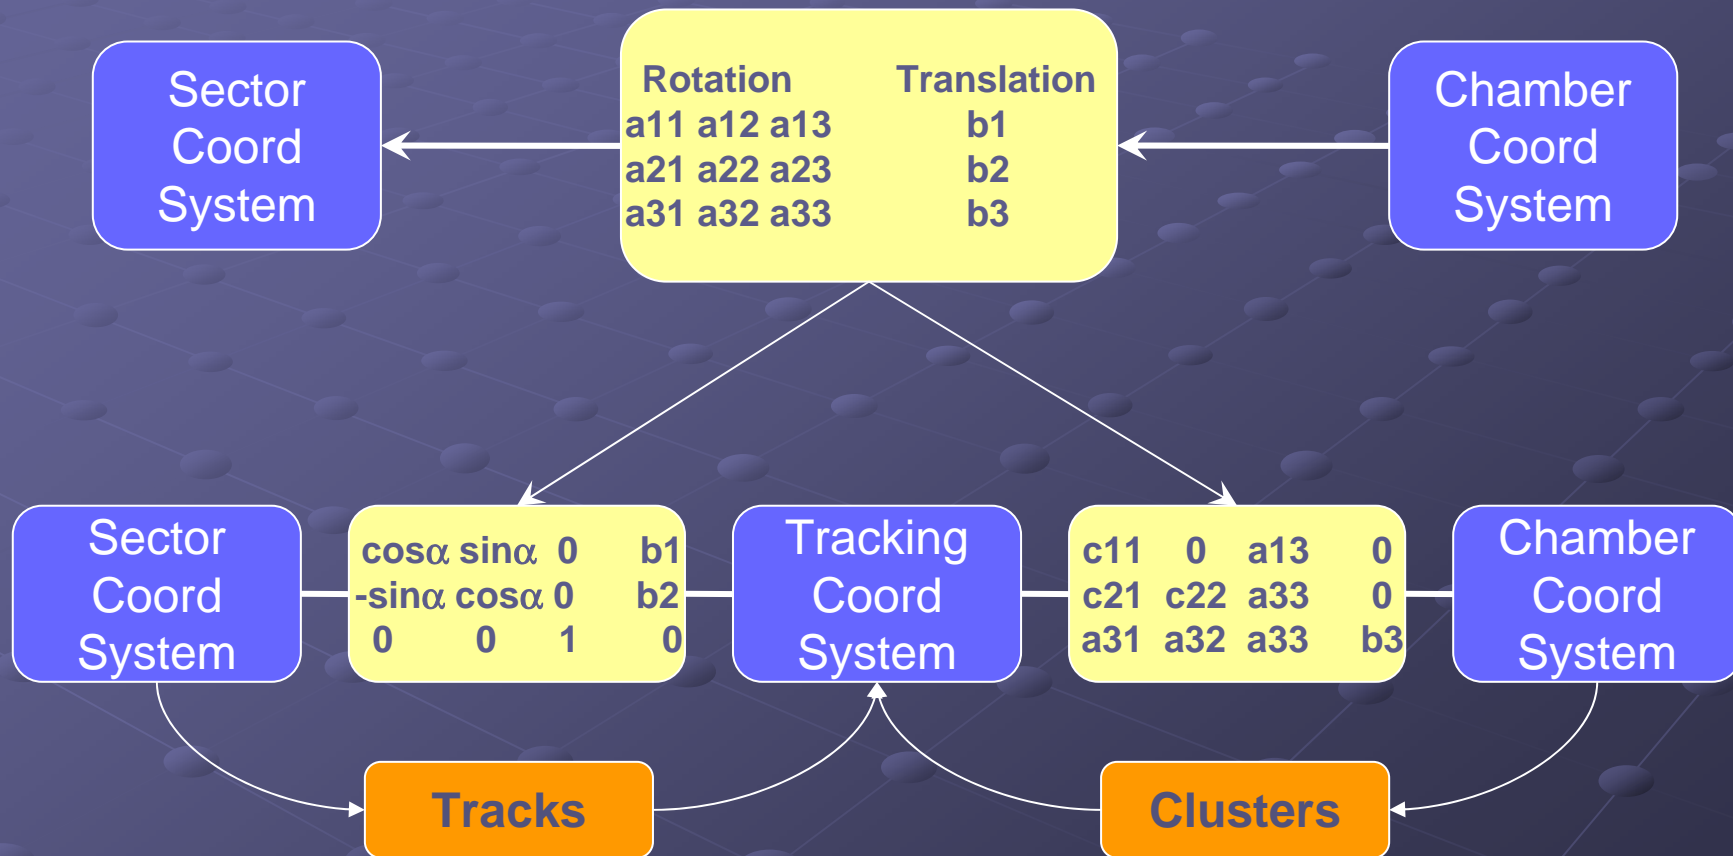 Sector
Coord
System
Rotation Translation
a11 a12 a13 b1
a21 a22 a23 b2
a31 a32 a33 b3
Chamber
Coord
System
Sector
Coord
System
cosα sinα 0 b1
-sinα cosα 0 b2
0 0 1 0
Tracking
Coord
System
c11 0 a13 0
c21 c22 a33 0
a31 a32 a33 b3
Chamber
Coord
System
Tracks
Clusters